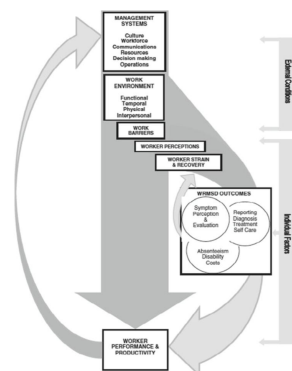 MANAGEMENT
SYSTEMS
Culture
Workforce
Communications
Resources
Decision making
Operations
WORK
ENVIRONMENT
Functional
Temporal
Physical
Interpersonal
WORK
BARRIERS
WORKER PERCEPTIONS
WORKER STRAIN
& RECOVERY
WRMSD OUTCOMES
Symptom
Perception
&
Evaluation
Reporting
Diagnosis
Treatment
Self Care
Absenteeism
Disability
Costs
WORKER
PERFORMANCE &
PRODUCTIVITY
External Conditions
Individual Factors